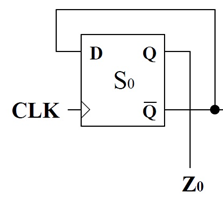 D Q
S₀
CLK Q̅
Z₀